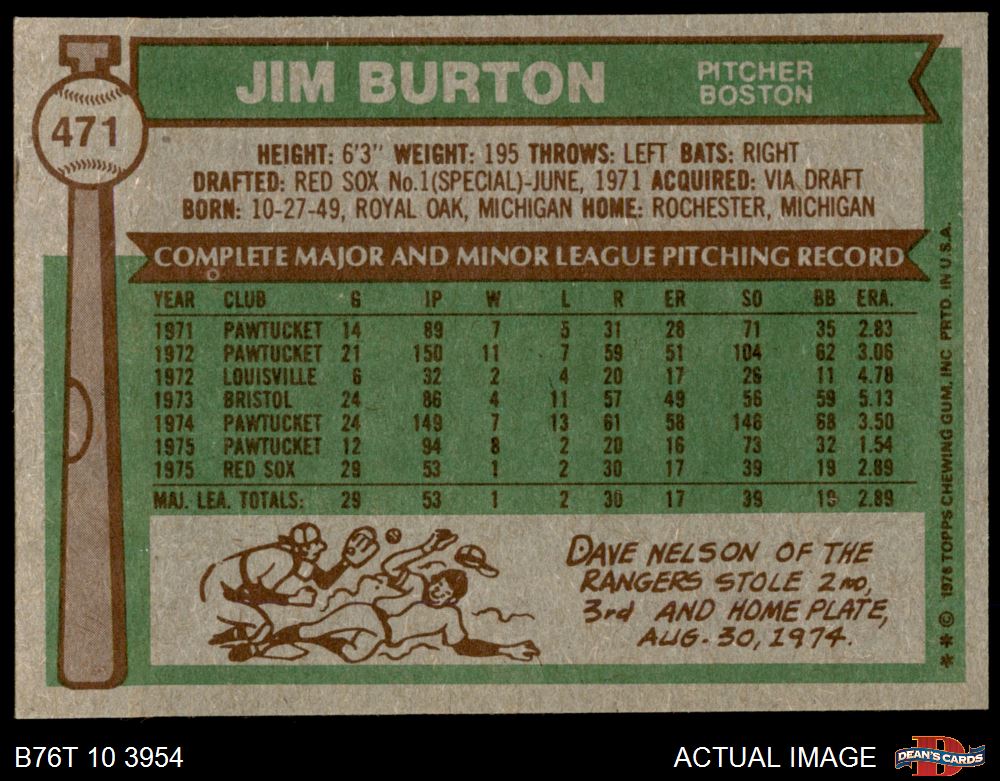 471
JIM BURTON
PITCHER
BOSTON
HEIGHT: 6'3" WEIGHT: 195 THROWS: LEFT BATS: RIGHT
DRAFTED: RED SOX No.1(SPECIAL)-JUNE, 1971 ACQUIRED: VIA DRAFT
BORN: 10-27-49, ROYAL OAK, MICHIGAN HOME: ROCHESTER, MICHIGAN
COMPLETE MAJOR AND MINOR LEAGUE PITCHING RECORD
YEAR CLUB G IP W L R ER SO BB ERA.
1971 PAWTUCKET 14 89 7 5 31 28 71 35 2.83
1972 PAWTUCKET 21 150 11 7 59 51 104 62 3.06
1972 LOUISVILLE 6 32 2 4 20 17 26 11 4.78
1973 BRISTOL 24 86 4 11 57 49 56 59 5.13
1974 PAWTUCKET 24 149 7 13 61 58 146 68 3.50
1975 PAWTUCKET 12 94 8 2 20 16 73 32 1.54
1975 RED SOX 29 53 1 2 30 17 39 19 2.89
MAJ. LEA. TOTALS: 29 53 1 2 30 17 39 19 2.89
DAVE NELSON OF THE
RANGERS STOLE 2ND,
3rd AND HOME PLATE,
AUG. 30, 1974.
** © 1976 TOPPS CHEWING GUM, INC PRTD. IN U.S.A.
B76T 10 3954
ACTUAL IMAGE
D
DEAN'S CARDS